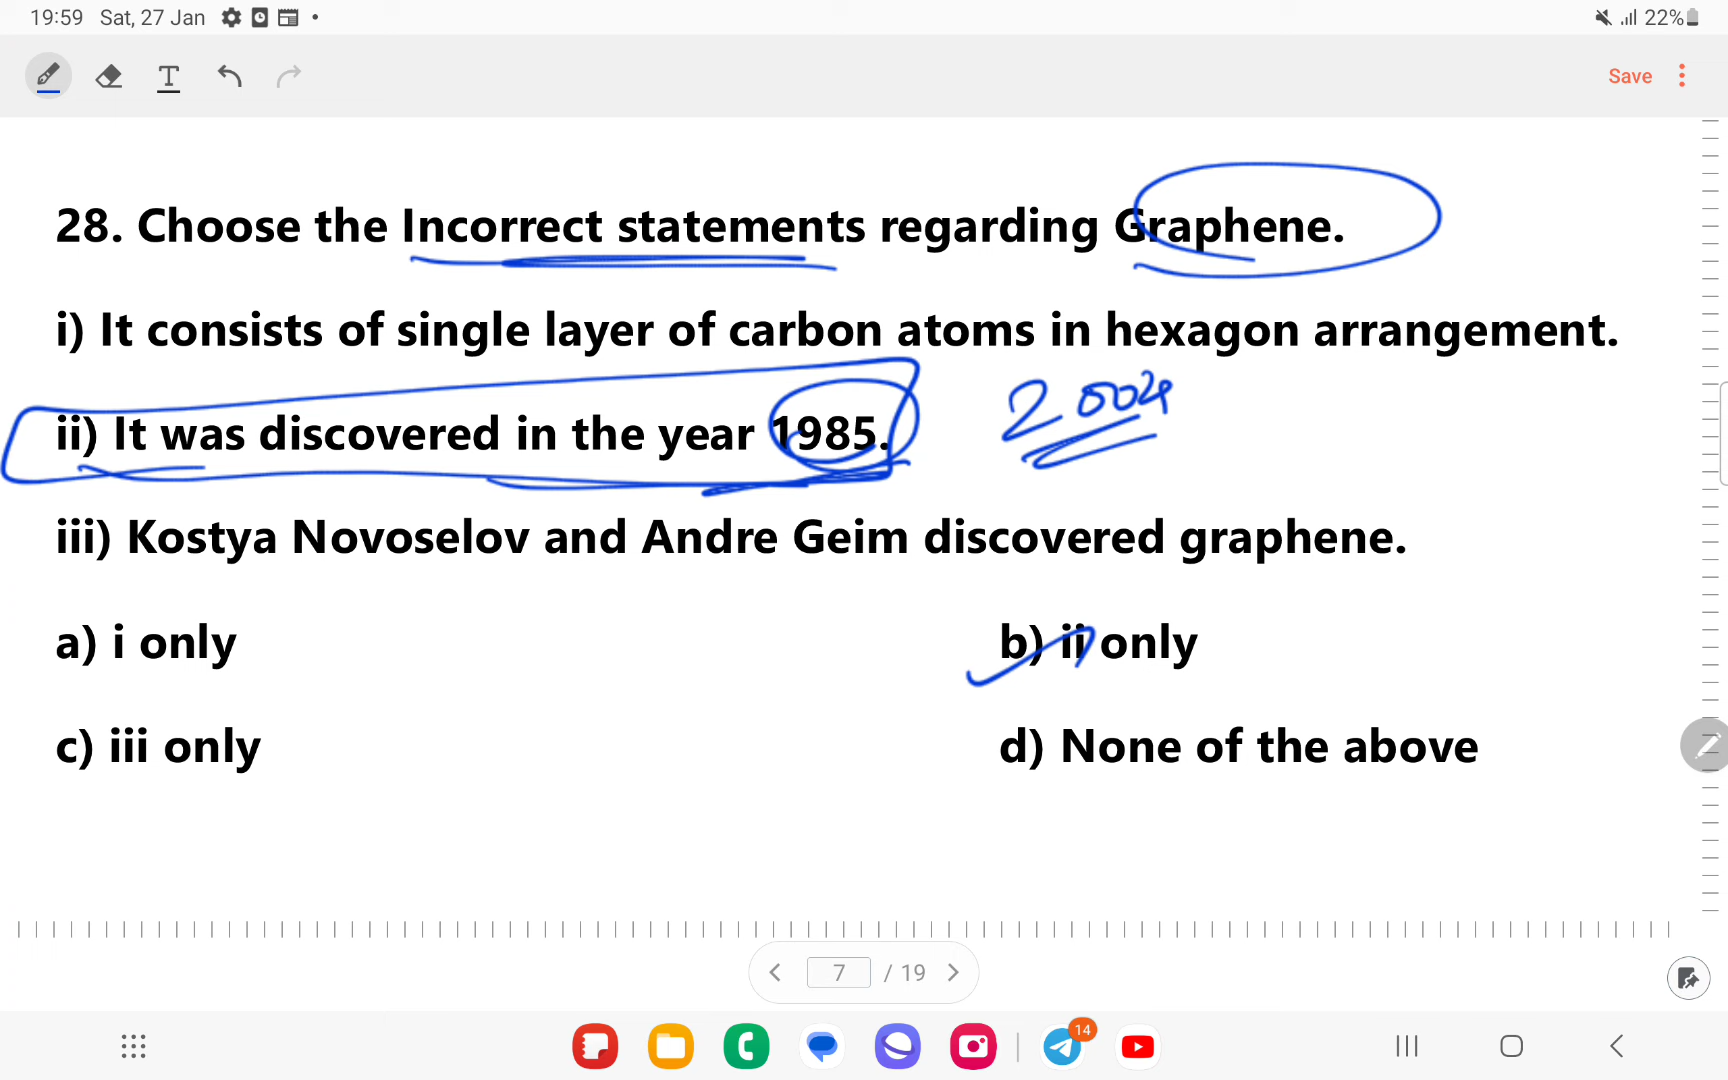 19:59 Sat, 27 Jan
22%
T
Save
28. Choose the Incorrect statements regarding Graphene.
i) It consists of single layer of carbon atoms in hexagon arrangement.
ii) It was discovered in the year 1985. 2004
iii) Kostya Novoselov and Andre Geim discovered graphene.
a) i only b) ii only
c) iii only d) None of the above
7 / 19
14